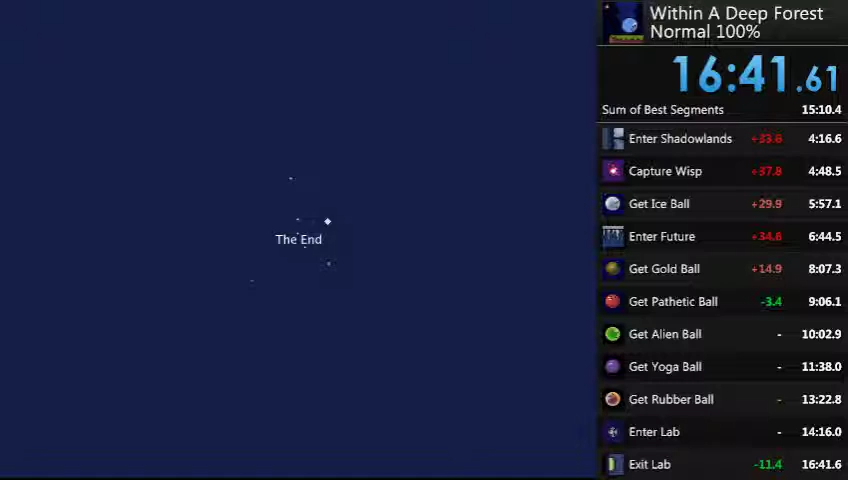 The End
Within A Deep Forest
Normal 100%
16:41.61
Sum of Best Segments 15:10.4
Enter Shadowlands +33.6 4:16.6
Capture Wisp +37.8 4:48.5
Get Ice Ball +29.9 5:57.1
Enter Future +34.6 6:44.5
Get Gold Ball +14.9 8:07.3
Get Pathetic Ball -3.4 9:06.1
Get Alien Ball - 10:02.9
Get Yoga Ball - 11:38.0
Get Rubber Ball - 13:22.8
Enter Lab - 14:16.0
Exit Lab -11.4 16:41.6